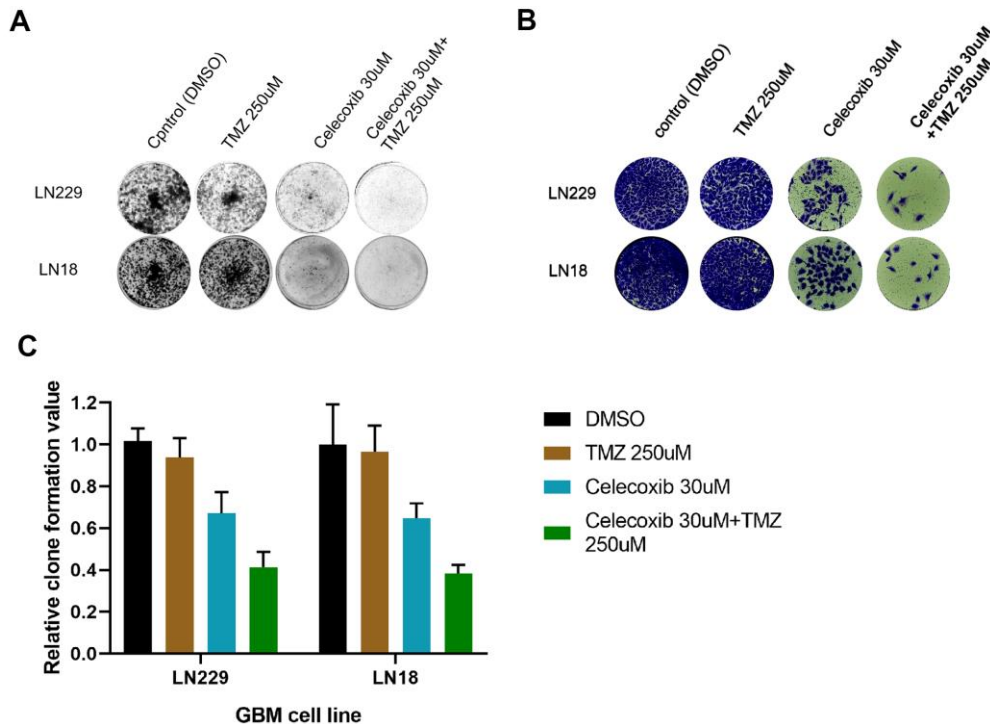 A
Cpntrol (DMSO)
TMZ 250uM
Celecoxib 30uM
Celecoxib 30uM+
TMZ 250uM
LN229
LN18
B
control (DMSO)
TMZ 250uM
Celecoxib 30uM
Celecoxib 30uM
+TMZ 250uM
LN229
LN18
C
Relative clone formation value
1.2
1.0
0.8
0.6
0.4
0.2
0.0
LN229
LN18
GBM cell line
DMSO
TMZ 250uM
Celecoxib 30uM
Celecoxib 30uM+TMZ
250uM